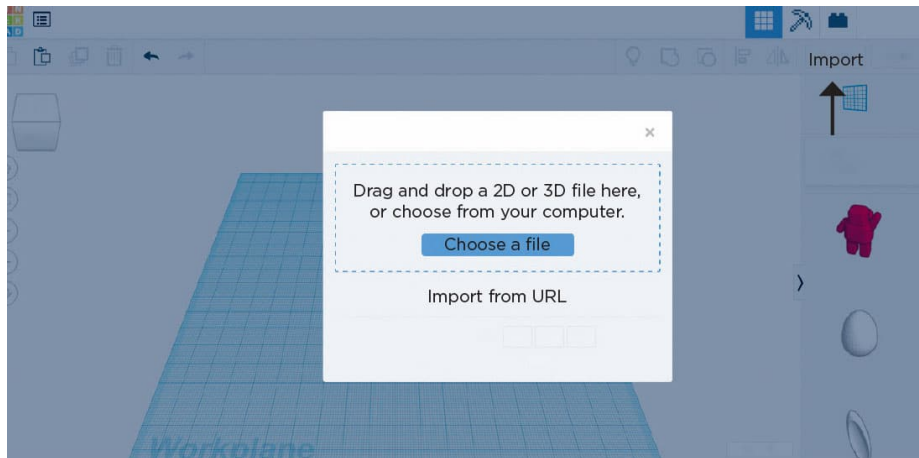 Import
Drag and drop a 2D or 3D file here,
or choose from your computer.
Choose a file
Import from URL
Workplane